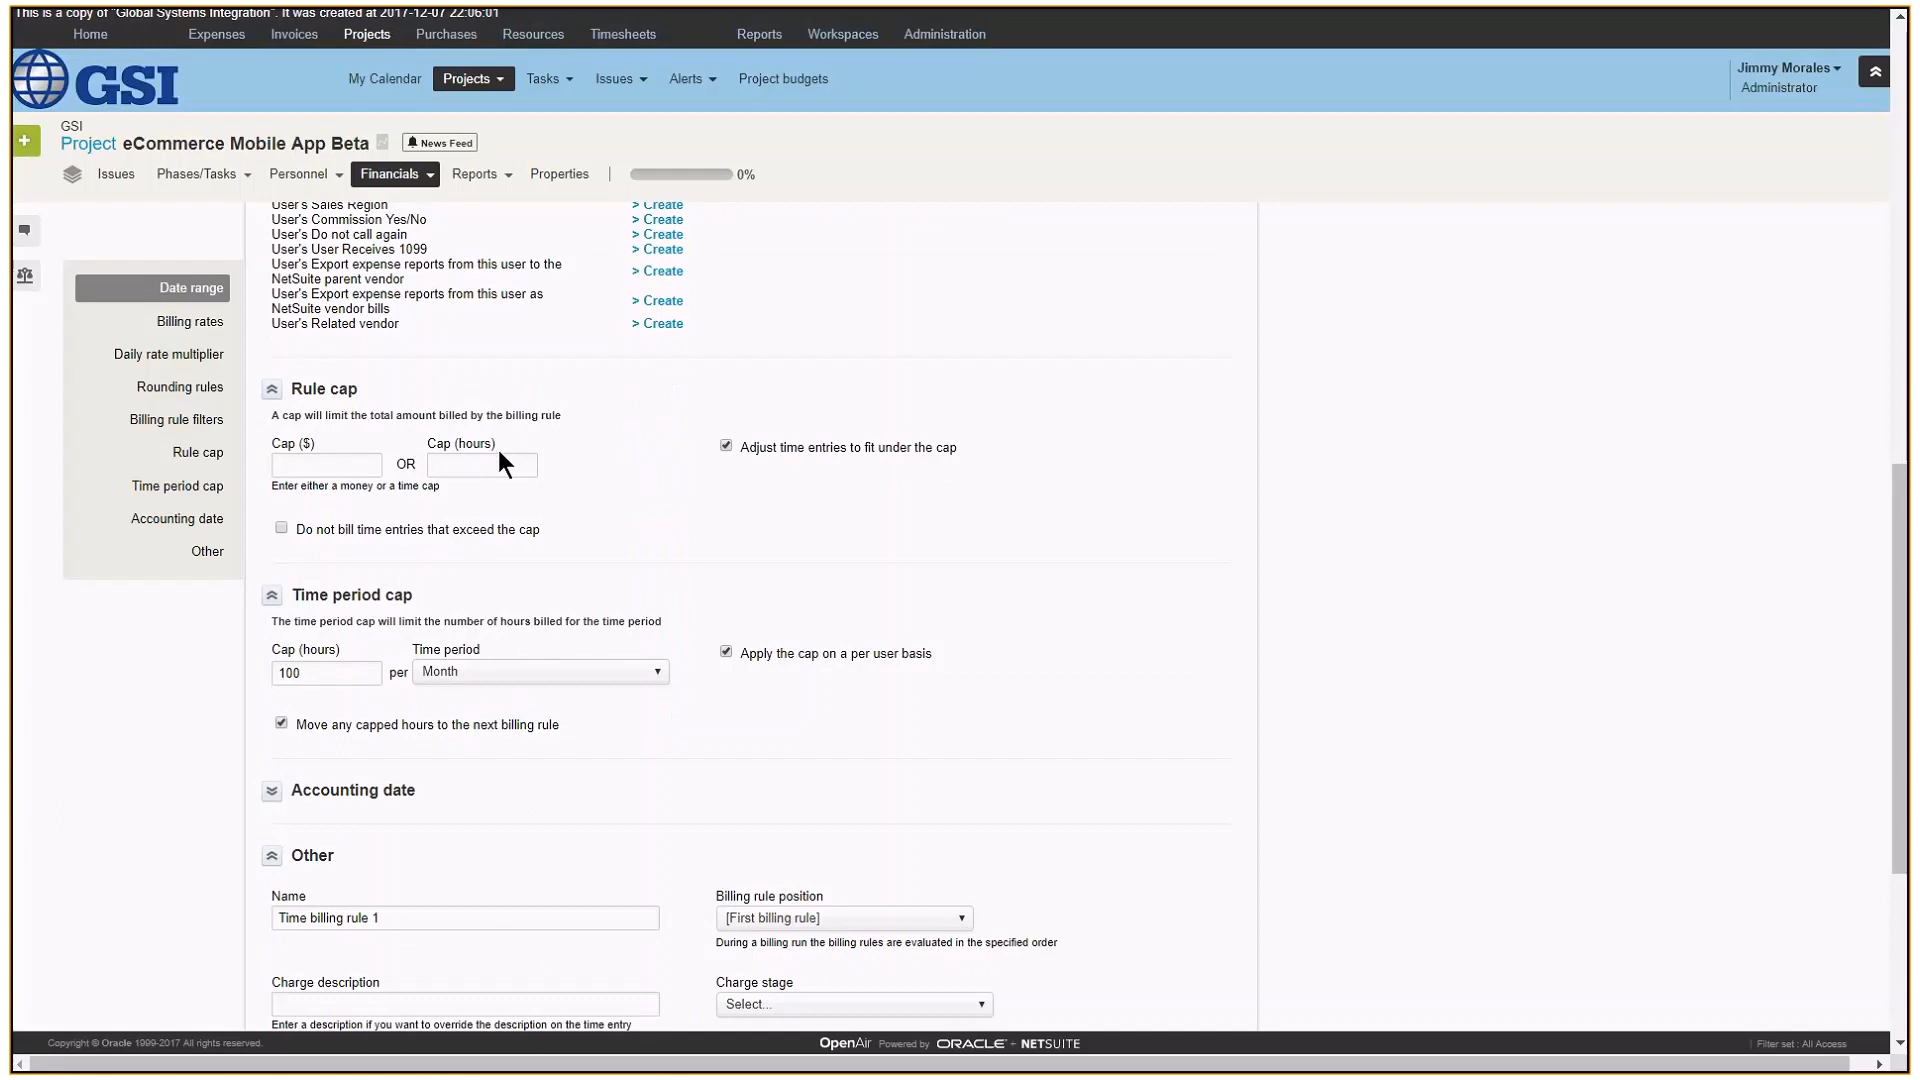 This is a copy of "Global Systems Integration". It was created at 2017-12-07 22:06:01
Home Expenses Invoices Projects Purchases Resources Timesheets Reports Workspaces Administration
GSI
My Calendar Projects Tasks Issues Alerts Project budgets
Jimmy Morales
Administrator
GSI
Project eCommerce Mobile App Beta News Feed
Issues Phases/Tasks Personnel Financials Reports Properties 0%
Date range
Billing rates
Daily rate multiplier
Rounding rules
Billing rule filters
Rule cap
Time period cap
Accounting date
Other
User's Sales Region > Create
User's Commission Yes/No > Create
User's Do not call again > Create
User's User Receives 1099 > Create
User's Export expense reports from this user to the
NetSuite parent vendor > Create
User's Export expense reports from this user as
NetSuite vendor bills > Create
User's Related vendor > Create
Rule cap
A cap will limit the total amount billed by the billing rule
Cap ($) Cap (hours)
OR
Adjust time entries to fit under the cap
Enter either a money or a time cap
Do not bill time entries that exceed the cap
Time period cap
The time period cap will limit the number of hours billed for the time period
Cap (hours) Time period
100 per Month
Apply the cap on a per user basis
Move any capped hours to the next billing rule
Accounting date
Other
Name Billing rule position
Time billing rule 1 [First billing rule]
During a billing run the billing rules are evaluated in the specified order
Charge description Charge stage
Select...
Enter a description if you want to override the description on the time entry
Copyright © Oracle 1999-2017 All rights reserved. OpenAir Powered by ORACLE + NETSUITE Filter set : All Access